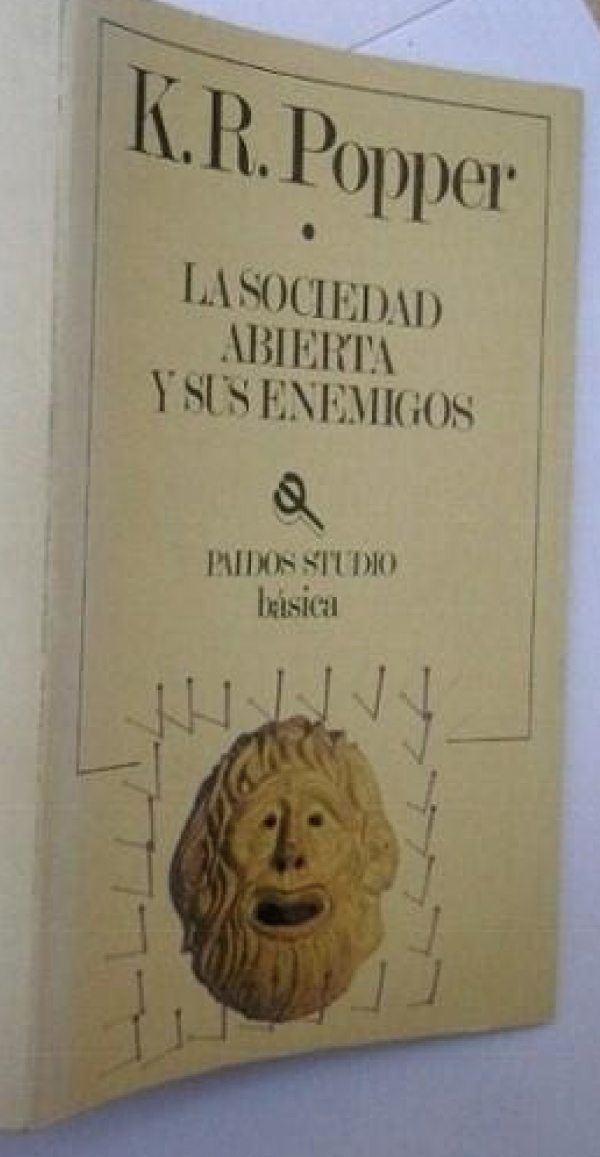 K. R. Popper
LA SOCIEDAD
ABIERTA
Y SUS ENEMIGOS
PAIDOS STUDIO
básica